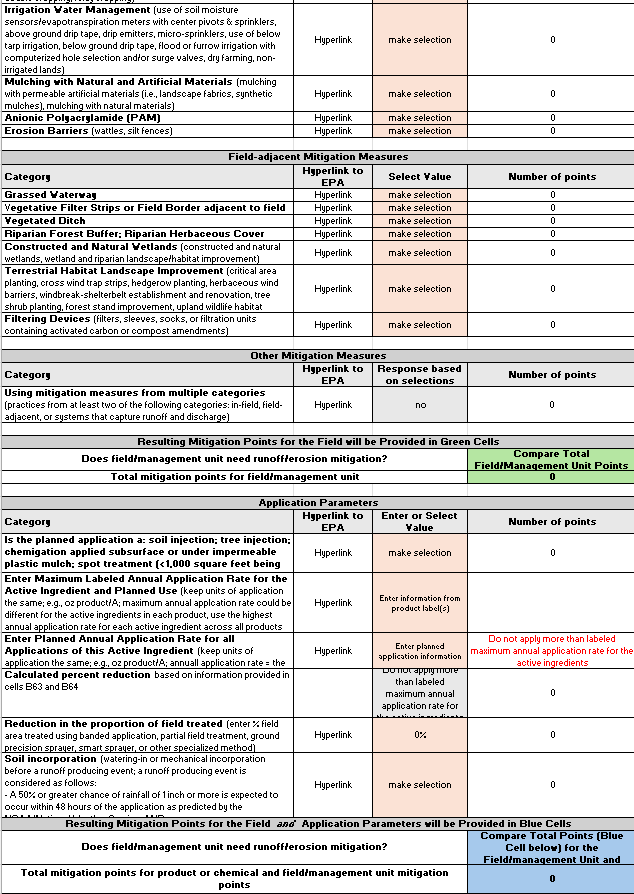 Irrigation Water Management (use of soil moisture
sensors/evapotranspiration meters with center pivots & sprinklers,
above ground drip tape, drip emitters, micro-sprinklers, use of below
tarp irrigation, below ground drip tape, flood or furrow irrigation with
computerized hole selection and/or surge valves, dry farming, non-
irrigated lands)
Hyperlink
make selection
0
Mulching with Natural and Artificial Materials (mulching
with permeable artificial materials (i.e., landscape fabrics, synthetic
mulches), mulching with natural materials)
Hyperlink
make selection
0
Anionic Polyacrylamide (PAM)
Hyperlink
make selection
0
Erosion Barriers (wattles, silt fences)
Hyperlink
make selection
0
Field-adjacent Mitigation Measures
Category
Hyperlink to
EPA
Select Value
Number of points
Grassed Waterway
Hyperlink
make selection
0
Vegetative Filter Strips or Field Border adjacent to field
Hyperlink
make selection
0
Vegetated Ditch
Hyperlink
make selection
0
Riparian Forest Buffer; Riparian Herbaceous Cover
Hyperlink
make selection
0
Constructed and Natural Wetlands (constructed and natural
wetlands, wetland and riparian landscape/habitat improvement)
Hyperlink
make selection
0
Terrestrial Habitat Landscape Improvement (critical area
planting, cross wind trap strips, hedgerow planting, herbaceous wind
barriers, windbreak-shelterbelt establishment and renovation, tree
shrub planting, forest stand improvement, upland wildlife habitat
Hyperlink
make selection
0
Filtering Devices (filters, sleeves, socks, or filtration units
containing activated carbon or compost amendments)
Hyperlink
make selection
0
Other Mitigation Measures
Category
Hyperlink to
EPA
Response based
on selections
Number of points
Using mitigation measures from multiple categories
(practices from at least two of the following categories: in-field, field-
adjacent, or systems that capture runoff and discharge)
Hyperlink
no
0
Resulting Mitigation Points for the Field will be Provided in Green Cells
Does field/management unit need runoff/erosion mitigation?
Compare Total
Field/Management Unit Points
Total mitigation points for field/management unit
0
Application Parameters
Category
Hyperlink to
EPA
Enter or Select
Value
Number of points
Is the planned application a: soil injection; tree injection;
chemigation applied subsurface or under impermeable
plastic mulch; spot treatment (<1,000 square feet being
Hyperlink
make selection
0
Enter Maximum Labeled Annual Application Rate for the
Active Ingredient and Planned Use (keep units of application
the same; e.g., oz product/A; maximum annual application rate could be
different for the active ingredients in each product, use the highest
annual application rate for each active ingredient across all products
Hyperlink
Enter information from
product label(s)
Enter Planned Annual Application Rate for all
Applications of this Active Ingredient (keep units of
application the same; e.g., oz product/A; annuall application rate = the
Hyperlink
Enter planned
application information
Do not apply more than labeled
maximum annual application rate for the
active ingredients
Calculated percent reduction based on information provided in
cells B63 and B64
Do not apply more
than labeled
maximum annual
application rate for
the active ingredients
0
Reduction in the proportion of field treated (enter % field
area treated using banded application, partial field treatment, ground
precision sprayer, smart sprayer, or other specialized method)
Hyperlink
0%
0
Soil incorporation (watering-in or mechanical incorporation
before a runoff producing event; a runoff producing event is
considered as follows:
- A 50% or greater chance of rainfall of 1 inch or more is expected to
occur within 48 hours of the application as predicted by the
Hyperlink
make selection
0
Resulting Mitigation Points for the Field and Application Parameters will be Provided in Blue Cells
Does field/management unit need runoff/erosion mitigation?
Compare Total Points (Blue
Cell below) for the
Field/Management Unit and
Total mitigation points for product or chemical and field/management unit mitigation
points
0